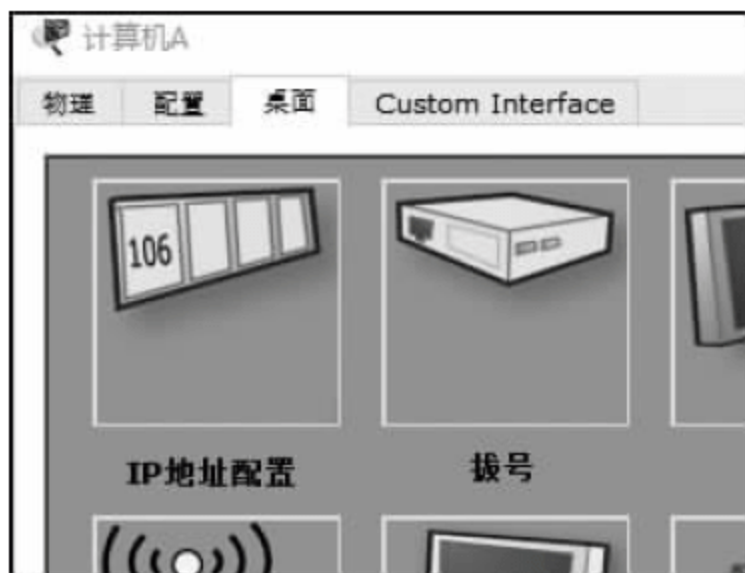 计算机A
物理 配置 桌面 Custom Interface
106
IP地址配置 拔号